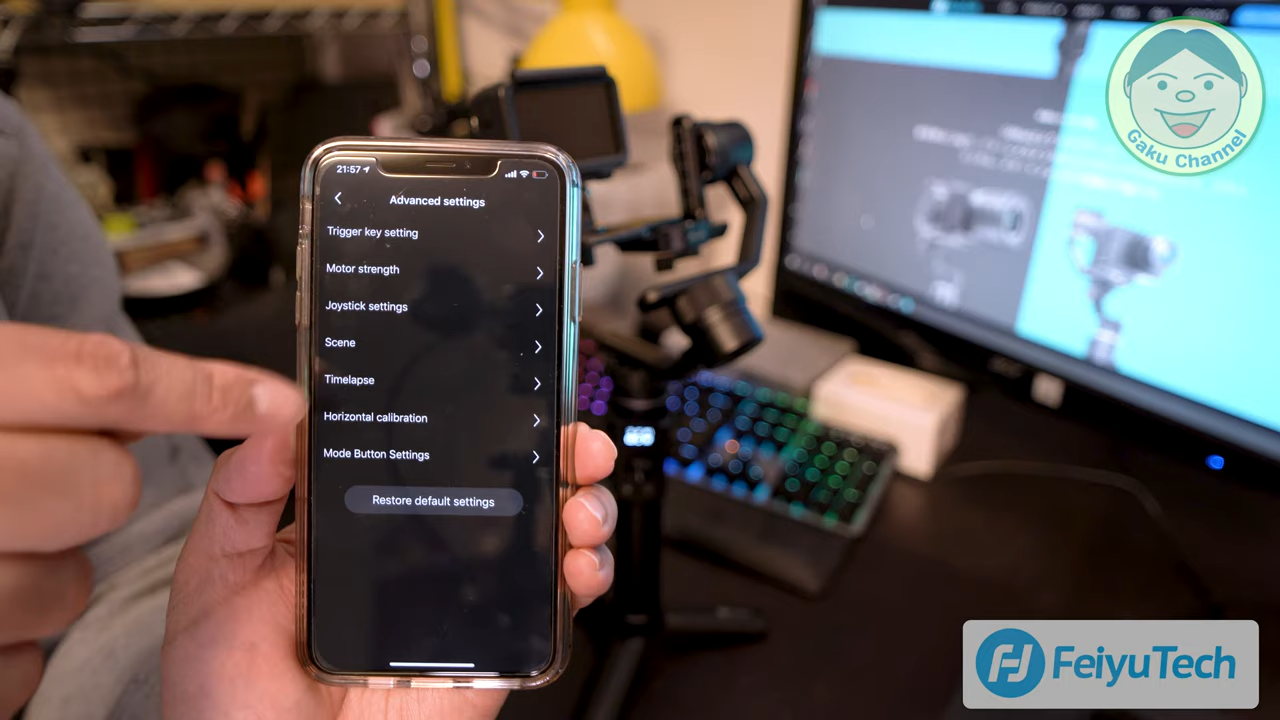 21:57
Advanced settings
Trigger key setting
Motor strength
Joystick settings
Scene
Timelapse
Horizontal calibration
Mode Button Settings
Restore default settings
Gaku Channel
FeiyuTech